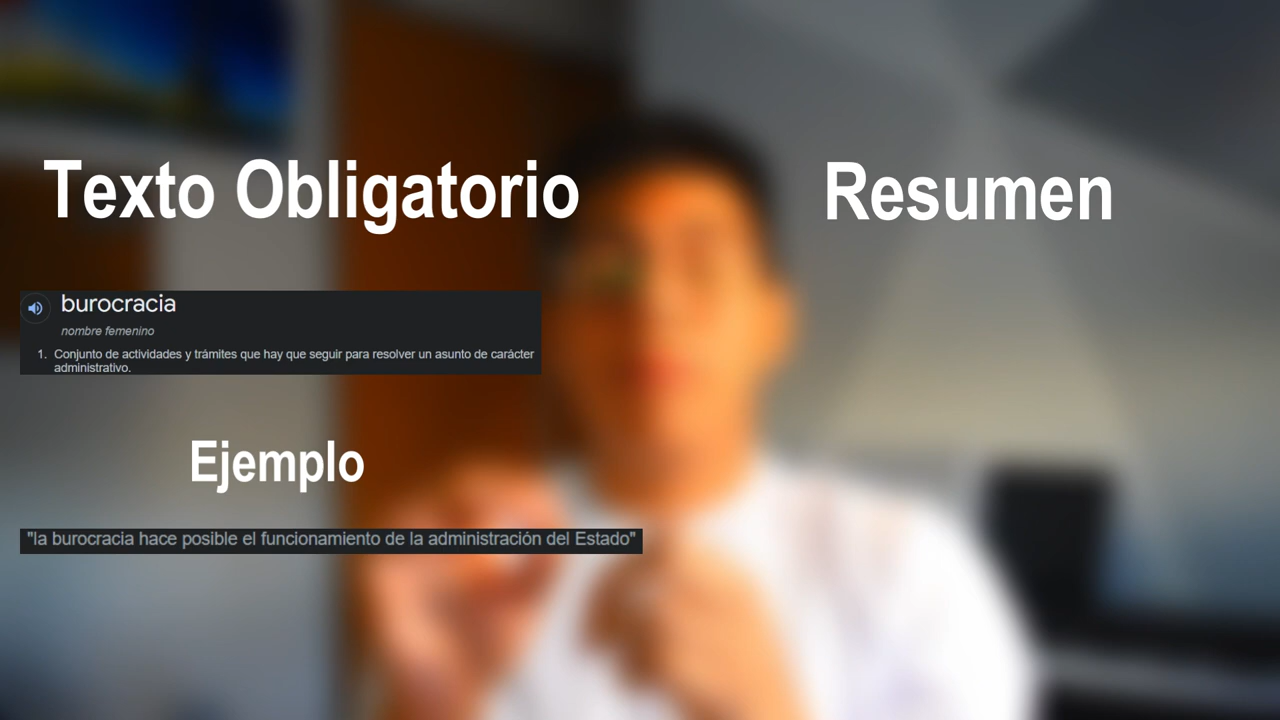 Texto Obligatorio
Resumen
burocracia
nombre femenino
1. Conjunto de actividades y trámites que hay que seguir para resolver un asunto de carácter
administrativo.
Ejemplo
"la burocracia hace posible el funcionamiento de la administración del Estado"